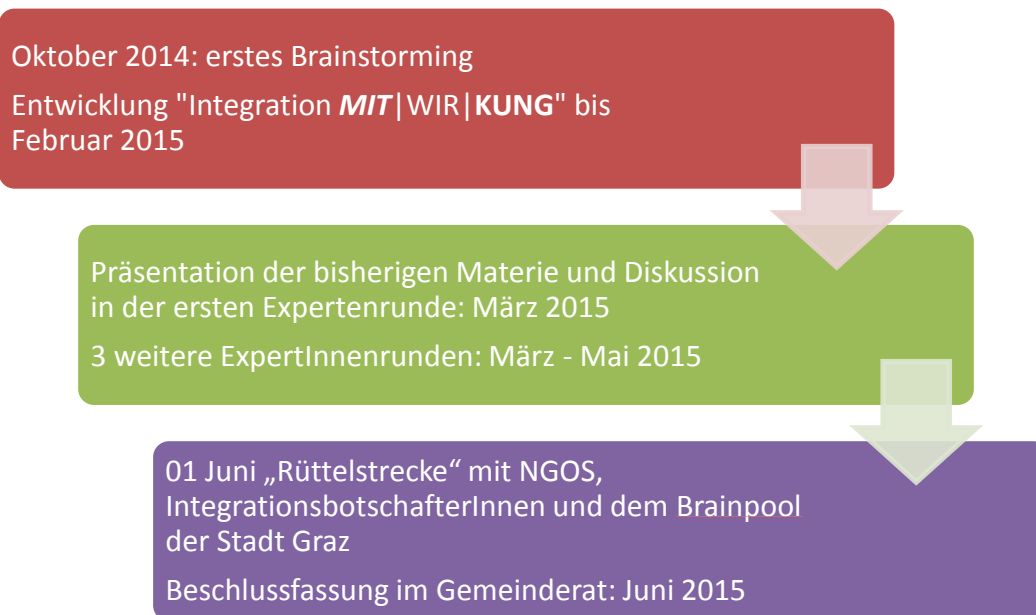 Oktober 2014: erstes Brainstorming
Entwicklung "Integration MIT|WIR|KUNG" bis
Februar 2015
Präsentation der bisherigen Materie und Diskussion
in der ersten Expertenrunde: März 2015
3 weitere ExpertInnenrunden: März - Mai 2015
01 Juni „Rüttelstrecke“ mit NGOS,
IntegrationsbotschafterInnen und dem Brainpool
der Stadt Graz
Beschlussfassung im Gemeinderat: Juni 2015